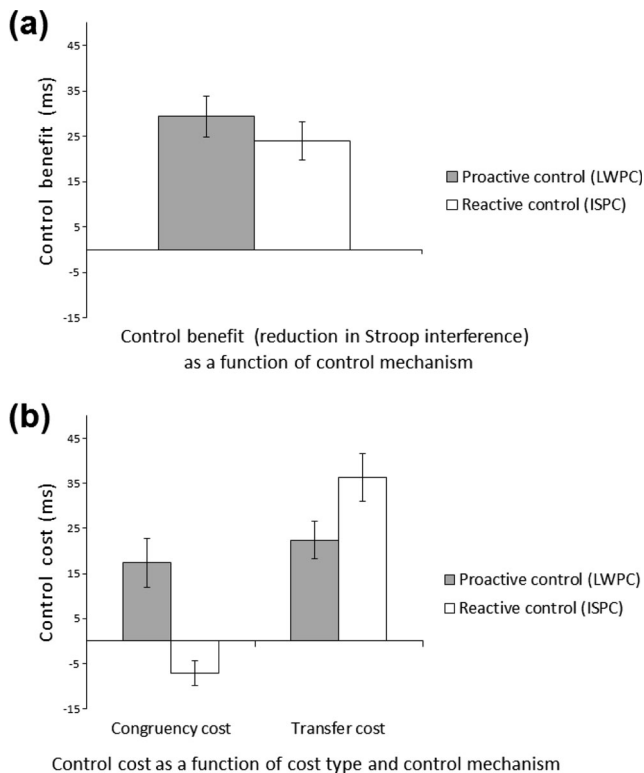 (a)
Control benefit (ms)
45
35
25
15
5
-5
-15
Proactive control (LWPC)
Reactive control (ISPC)
Control benefit (reduction in Stroop interference)
as a function of control mechanism
(b)
Control cost (ms)
45
35
25
15
5
-5
-15
Proactive control (LWPC)
Reactive control (ISPC)
Congruency cost Transfer cost
Control cost as a function of cost type and control mechanism